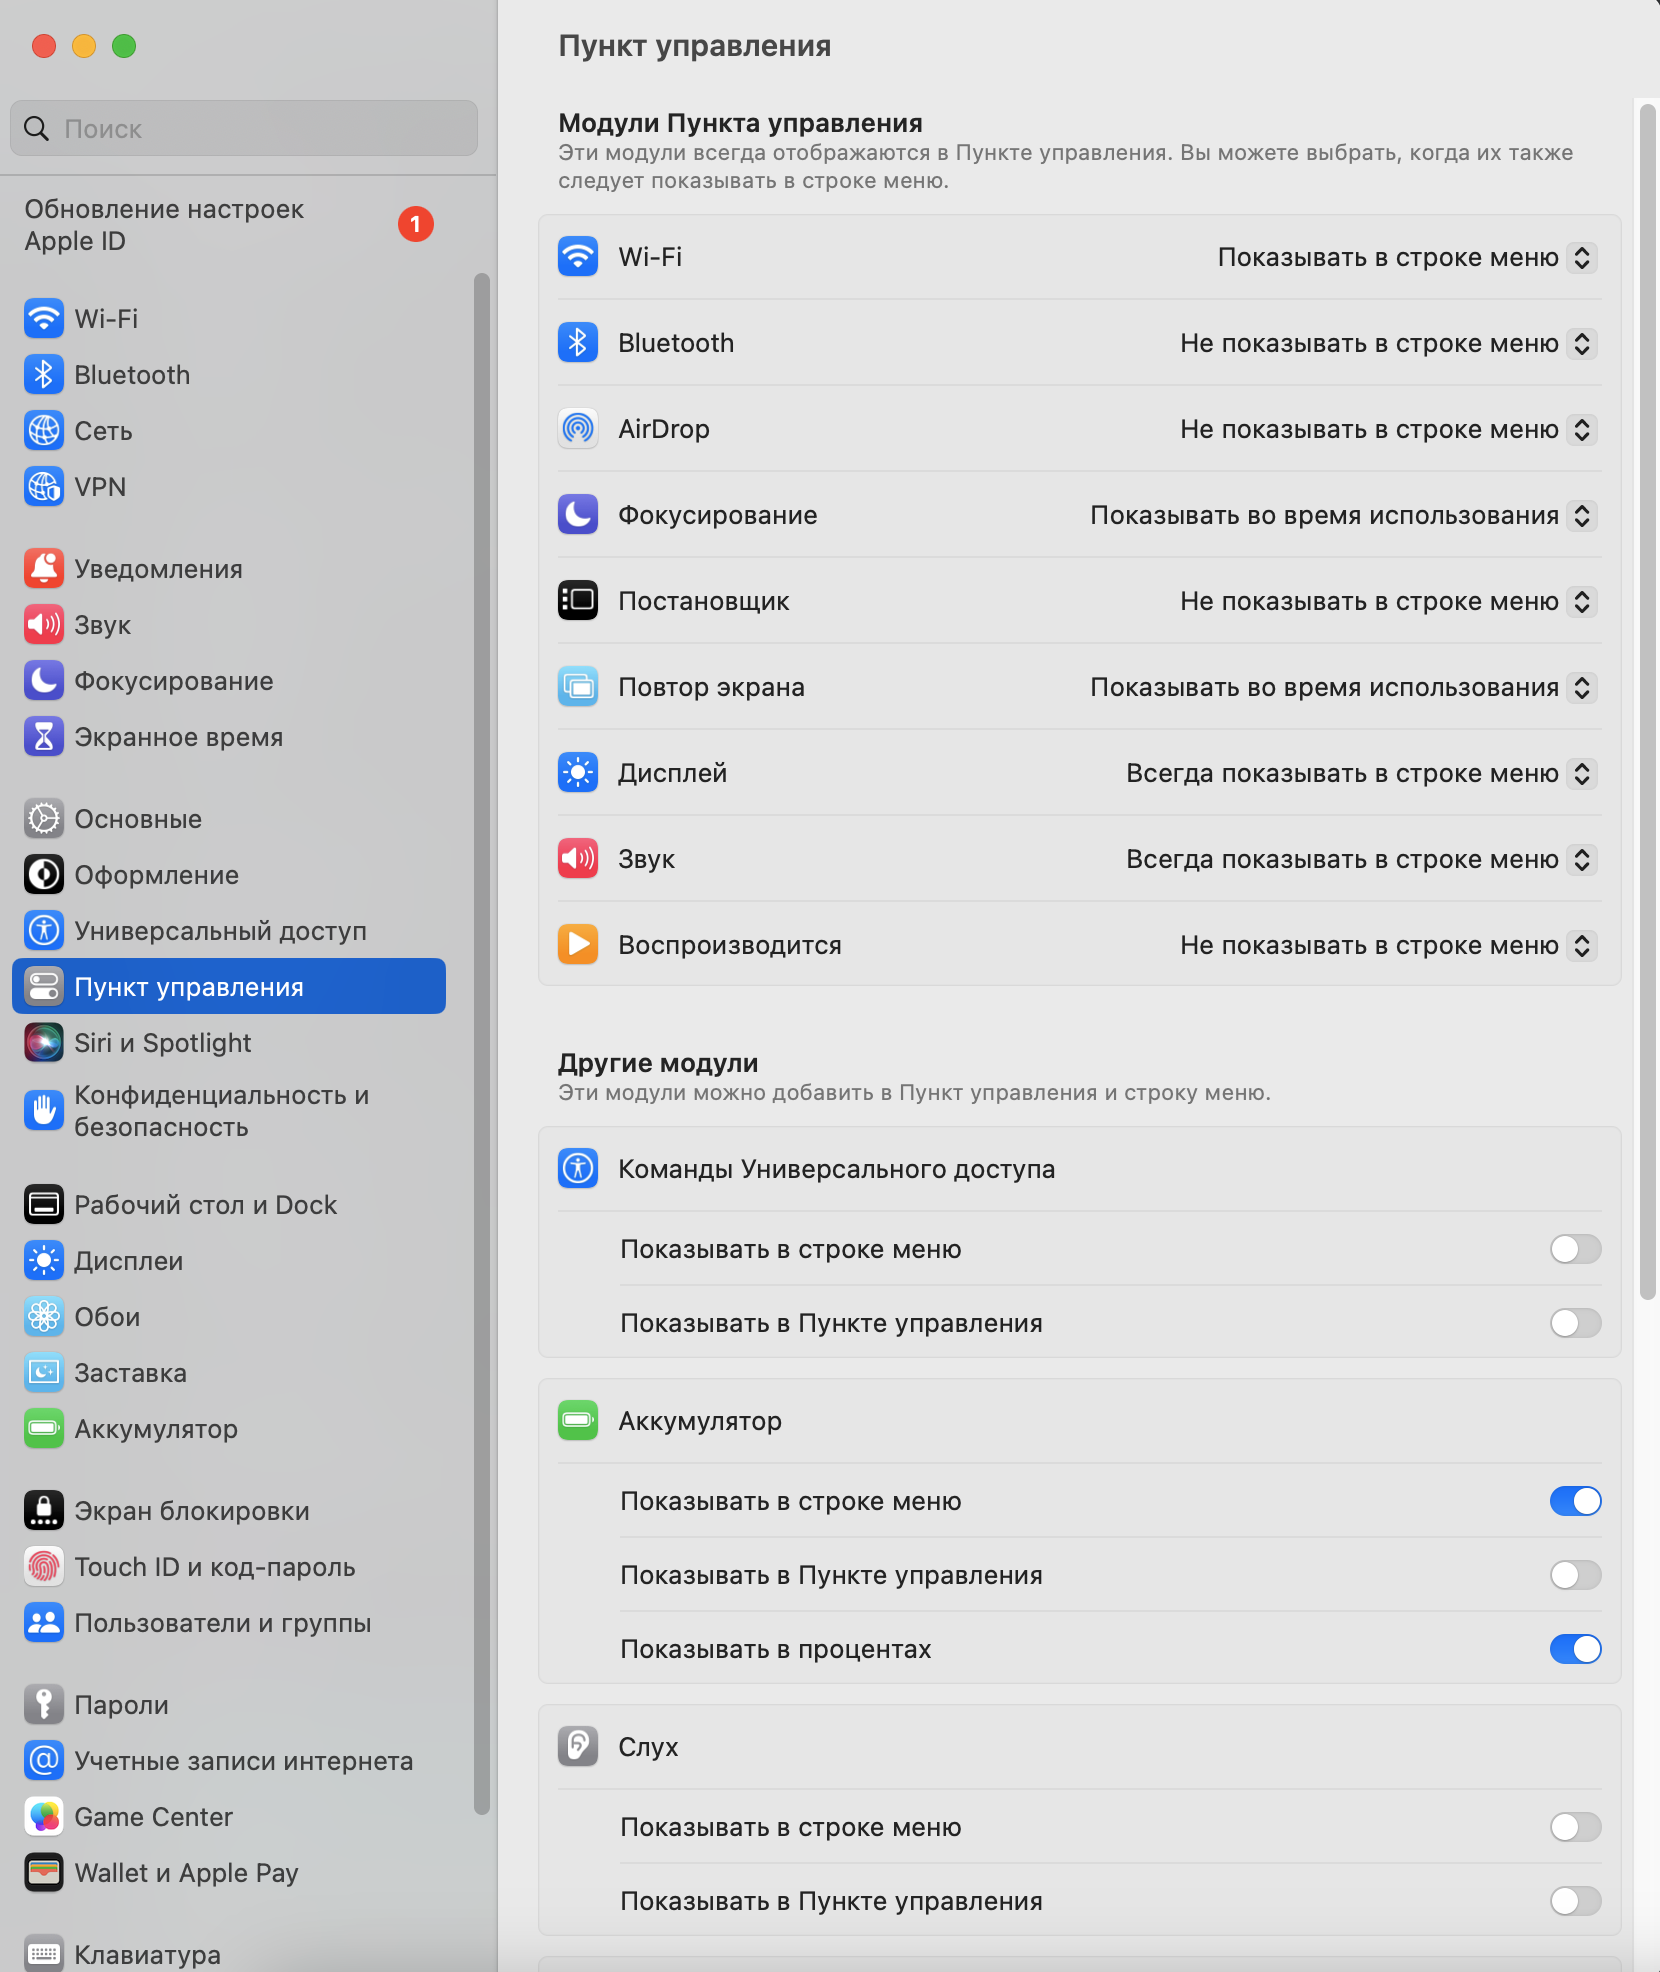 Поиск
Обновление настроек
Apple ID
1
Wi-Fi
Bluetooth
Сеть
VPN
Уведомления
Звук
Фокусирование
Экранное время
Основные
Оформление
Универсальный доступ
Пункт управления
Siri и Spotlight
Конфиденциальность и
безопасность
Рабочий стол и Dock
Дисплеи
Обои
Заставка
Аккумулятор
Экран блокировки
Touch ID и код-пароль
Пользователи и группы
Пароли
Учетные записи интернета
Game Center
Wallet и Apple Pay
Клавиатура
Пункт управления
Модули Пункта управления
Эти модули всегда отображаются в Пункте управления. Вы можете выбрать, когда их также
следует показывать в строке меню.
Wi-Fi Показывать в строке меню
Bluetooth Не показывать в строке меню
AirDrop Не показывать в строке меню
Фокусирование Показывать во время использования
Постановщик Не показывать в строке меню
Повтор экрана Показывать во время использования
Дисплей Всегда показывать в строке меню
Звук Всегда показывать в строке меню
Воспроизводится Не показывать в строке меню
Другие модули
Эти модули можно добавить в Пункт управления и строку меню.
Команды Универсального доступа
Показывать в строке меню
Показывать в Пункте управления
Аккумулятор
Показывать в строке меню
Показывать в Пункте управления
Показывать в процентах
Слух
Показывать в строке меню
Показывать в Пункте управления